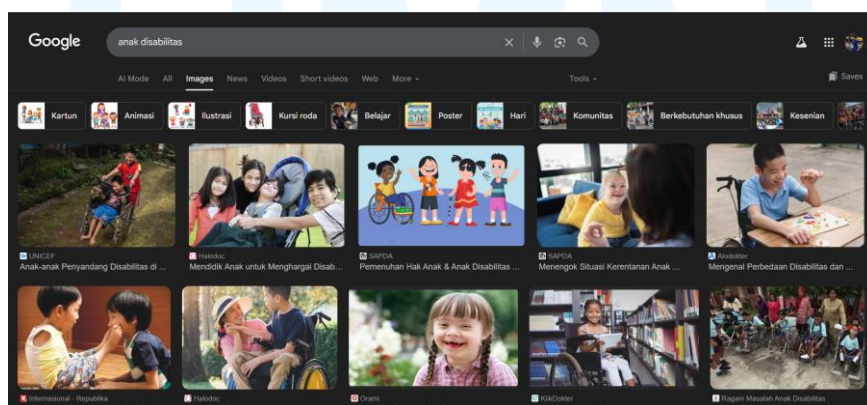 Google
anak disabilitas
AI Mode All Images News Videos Short videos Web More
Tools
Saves
Kartun Animasi Ilustrasi Kursi roda Belajar Poster Hari Komunitas Berkebutuhan khusus Kesenian
UNICEF
Anak-anak Penyandang Disabilitas di ...
Halodoc
Mendidik Anak untuk Menghargai Disab...
SAPDA
Pemenuhan Hak Anak & Anak Disabilitas ...
SAPDA
Menengok Situasi Kerentanan Anak ...
Alodokter
Mengenal Perbedaan Disabilitas dan ...
Internasional - Republika
Halodoc
Orami
KlikDokter
Ragam Masalah Anak Disabilitas